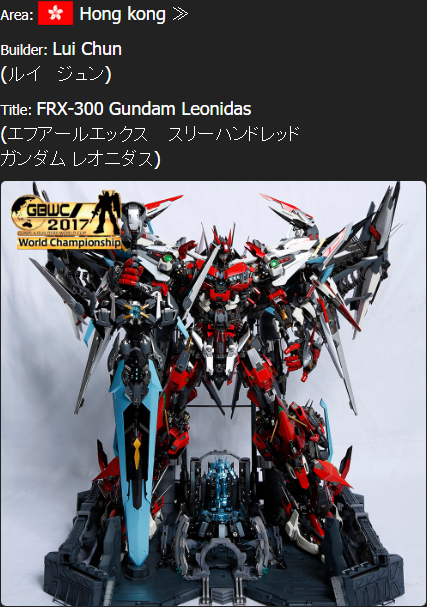 Area: Hong kong ≫
Builder: Lui Chun
(ルイ　ジュン)
Title: FRX-300 Gundam Leonidas
(エフアールエックス　スリーハンドレッド
ガンダム レオニダス)
GBWC
2017
World Championship